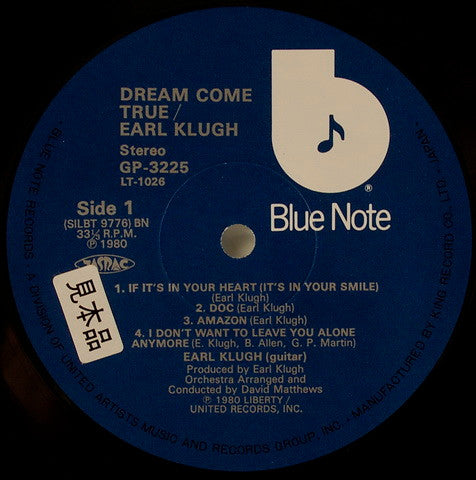 DREAM COME
TRUE/
EARL KLUGH
Stereo
GP-3225
LT-1026
Side 1
(SILBT 9776) BN
33⅓ R.P.M.
Ⓟ 1980
JASRAC
®
Blue Note
見本品
1. IF IT'S IN YOUR HEART (IT'S IN YOUR SMILE)
(Earl Klugh)
2. DOC (Earl Klugh)
3. AMAZON (Earl Klugh)
4. I DON'T WANT TO LEAVE YOU ALONE
ANYMORE (E. Klugh, B. Allen, G. P. Martin)
EARL KLUGH (guitar)
Produced by Earl Klugh
Orchestra Arranged and
Conducted by David Matthews
Ⓟ 1980 LIBERTY/
UNITED RECORDS, INC.
BLUE NOTE RECORDS, A DIVISION OF UNITED ARTISTS MUSIC AND RECORDS GROUP, INC. • MANUFACTURED BY KING RECORD CO. LTD • JAPAN •